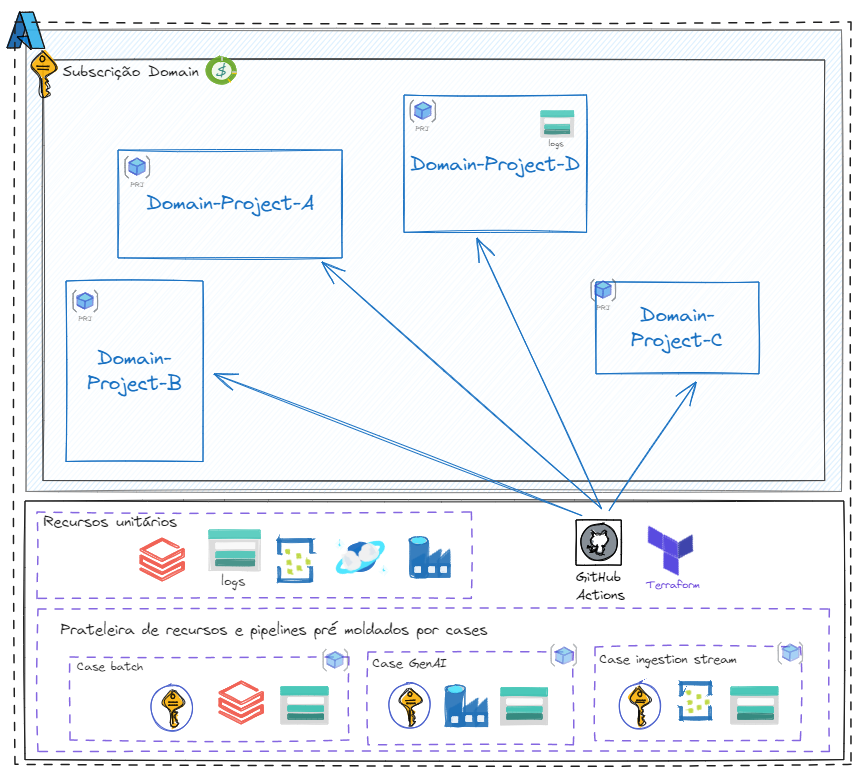 Subscrição Domain
$
PRJ
logs
Domain-Project-D
PRJ
Domain-Project-A
PRJ
Domain-
Project-B
PRJ
Domain-
Project-C
Recursos unitários
logs
GitHub
Actions
Terraform
Prateleira de recursos e pipelines pré moldados por cases
Case batch
Case GenAI
Case ingestion stream